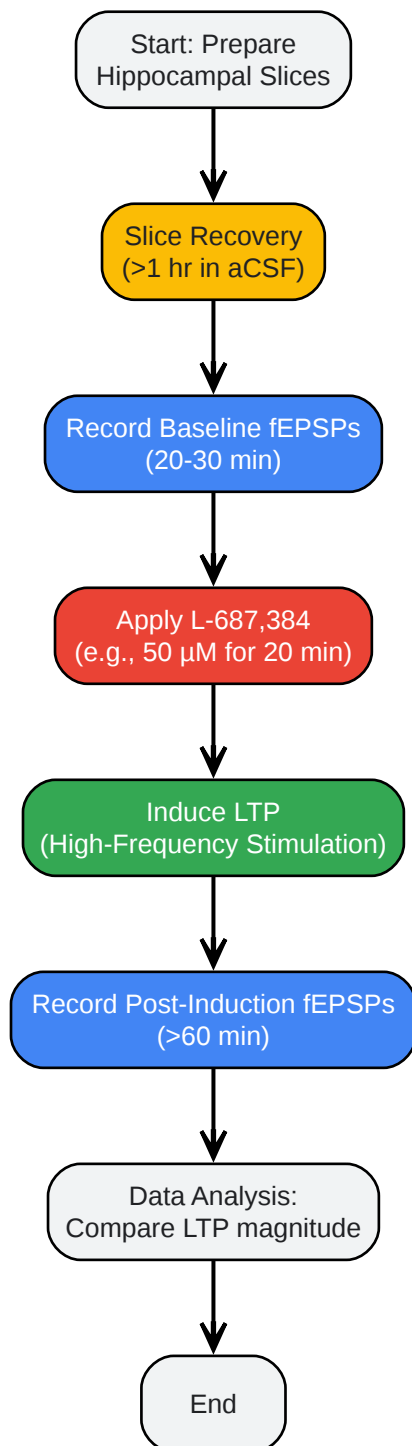 Start: Prepare
Hippocampal Slices
Slice Recovery
(>1 hr in aCSF)
Record Baseline fEPSPs
(20-30 min)
Apply L-687,384
(e.g., 50 µM for 20 min)
Induce LTP
(High-Frequency Stimulation)
Record Post-Induction fEPSPs
(>60 min)
Data Analysis:
Compare LTP magnitude
End